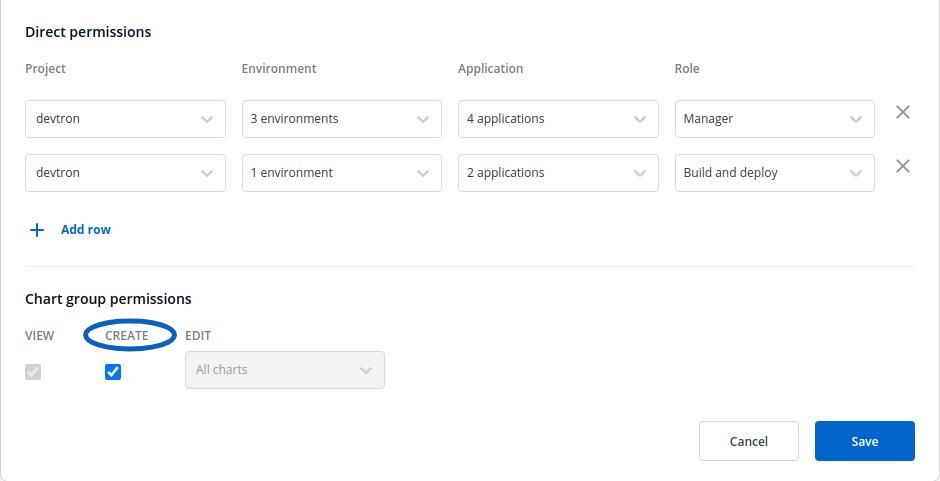 Direct permissions
Project Environment Application Role
devtron 3 environments 4 applications Manager
devtron 1 environment 2 applications Build and deploy
Add row
Chart group permissions
VIEW CREATE EDIT
All charts
Cancel Save